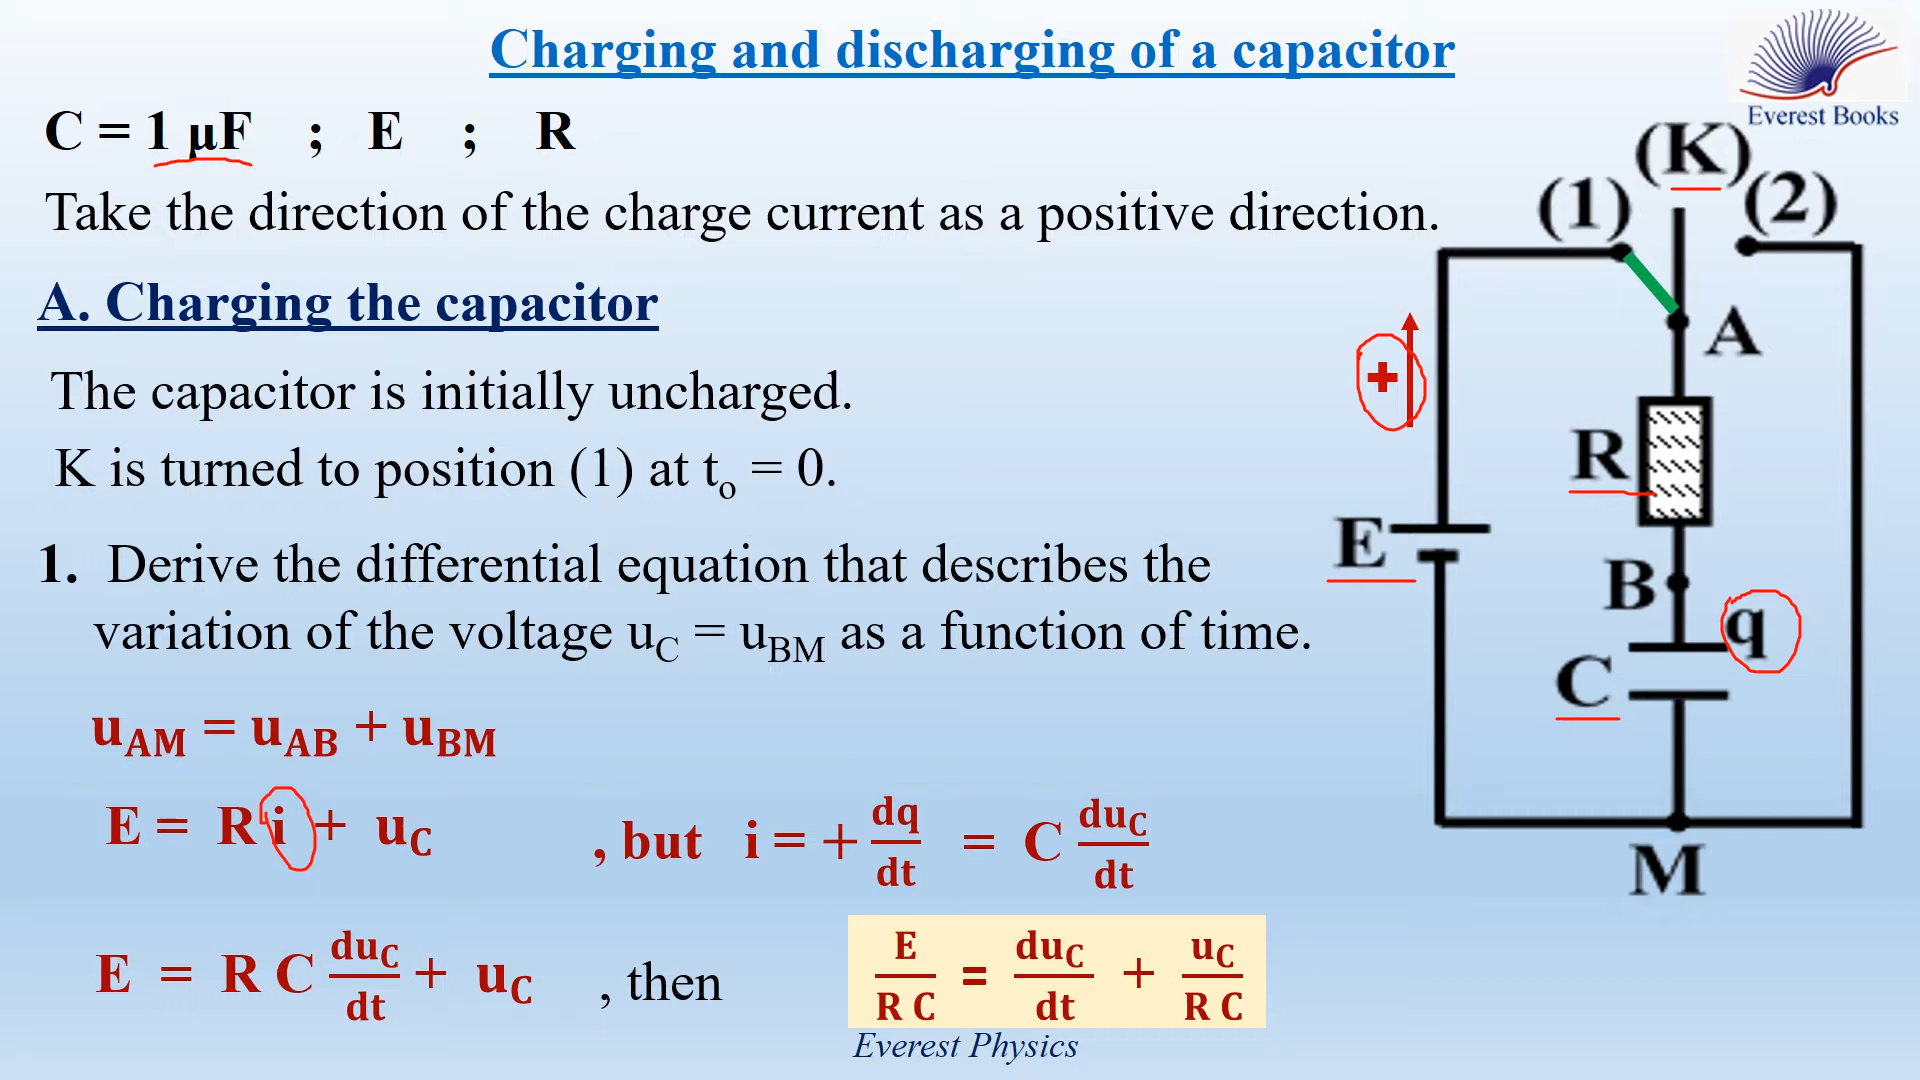 Charging and discharging of a capacitor
Everest Books
C = 1 μF ; E ; R
Take the direction of the charge current as a positive direction.
A. Charging the capacitor
The capacitor is initially uncharged.
K is turned to position (1) at t₀ = 0.
1. Derive the differential equation that describes the
variation of the voltage u_C = u_BM as a function of time.
u_AM = u_AB + u_BM
E = R i + u_C , but i = + dq/dt = C du_C/dt
E = R C du_C/dt + u_C , then E/R C = du_C/dt + u_C/R C
Everest Physics
(K)
(1)
(2)
A
+
R
E
B
q
C
M